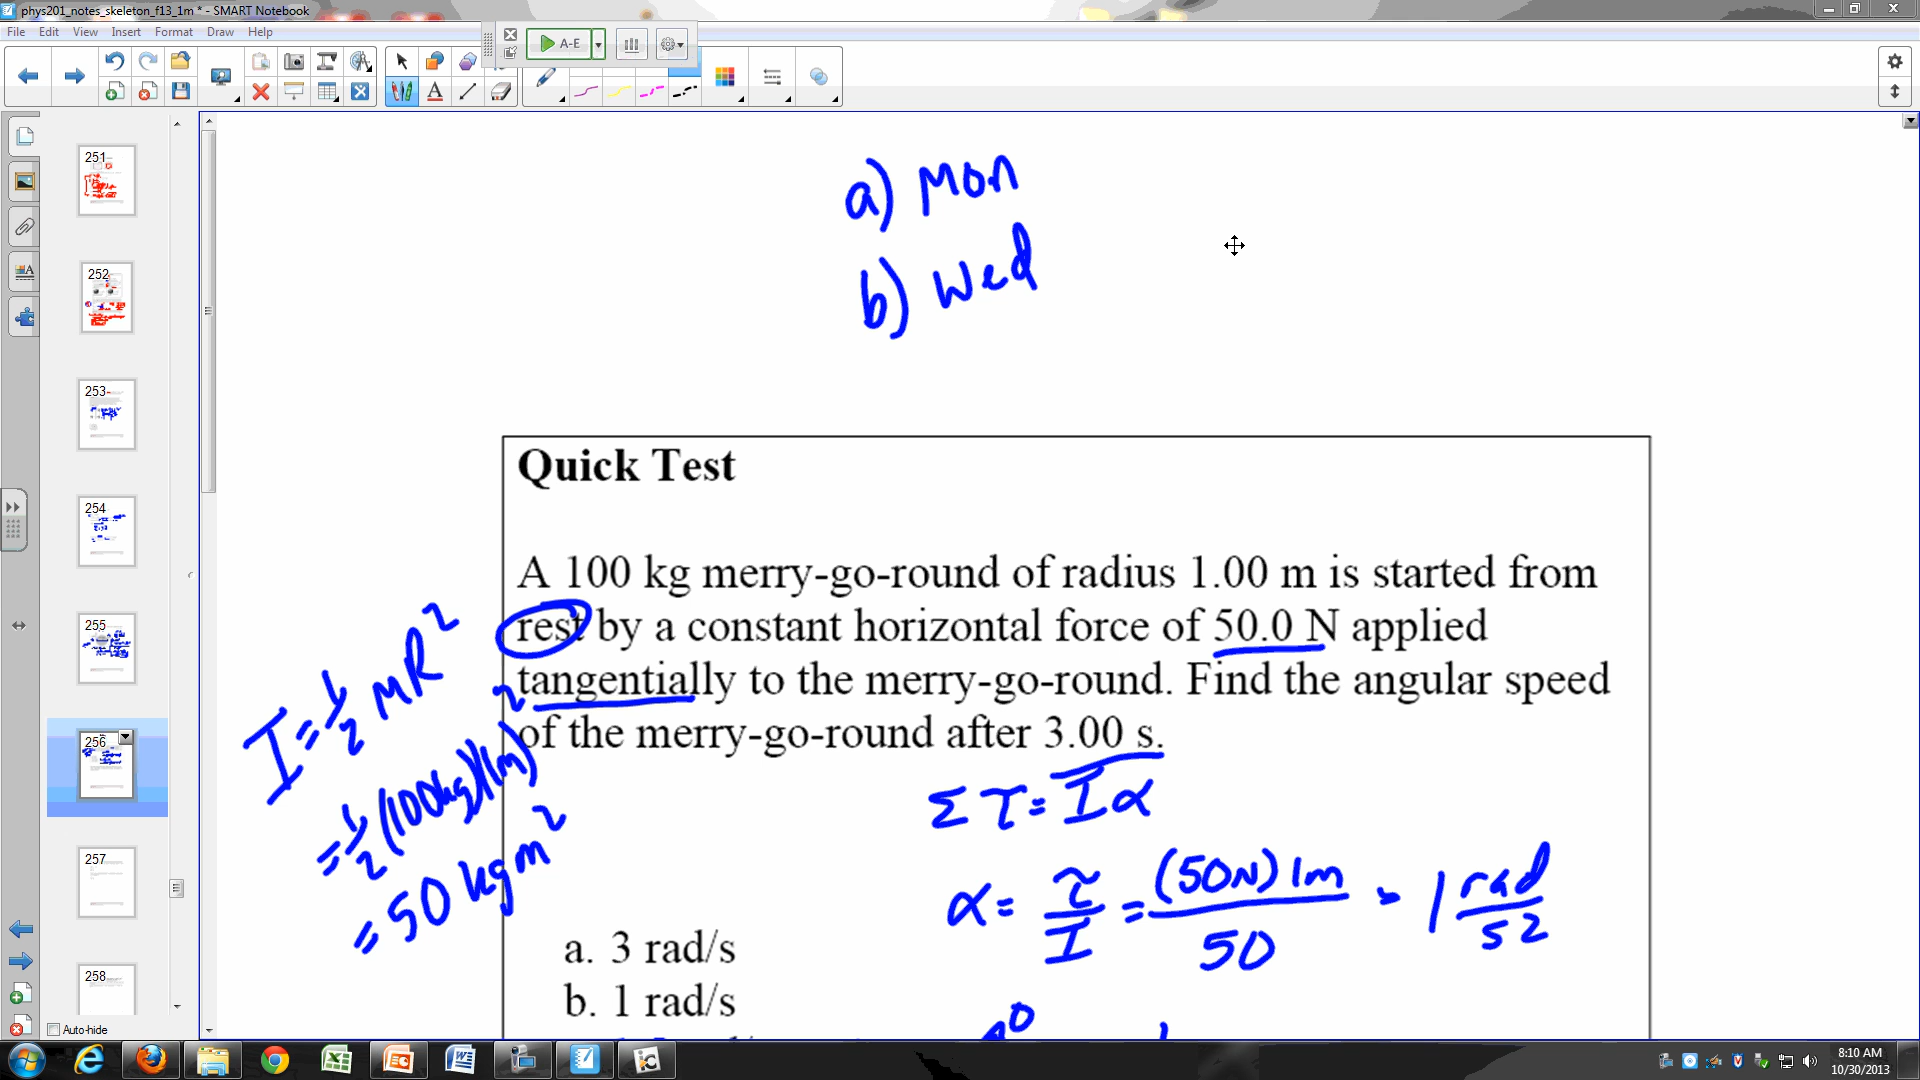 phys201_notes_skeleton_f13_1m * - SMART Notebook
File Edit View Insert Format Draw Help
A-E
251
252
253
254
255
256
257
258
Auto-hide
a) Mon
b) Wed
Quick Test
A 100 kg merry-go-round of radius 1.00 m is started from
rest by a constant horizontal force of 50.0 N applied
tangentially to the merry-go-round. Find the angular speed
of the merry-go-round after 3.00 s.
I = 1/2 MR²
= 1/2 (100kg)(1m)²
= 50 kgm²
Στ = Iα
α = τ/I = (50N)1m/50 = 1 rad/s²
a. 3 rad/s
b. 1 rad/s
8:10 AM
10/30/2013